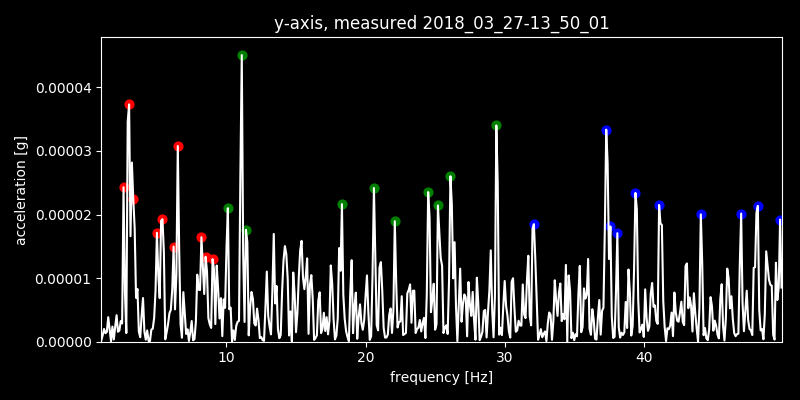 y-axis, measured 2018_03_27-13_50_01
acceleration [g]
0.00004
0.00003
0.00002
0.00001
0.00000
10 20 30 40
frequency [Hz]